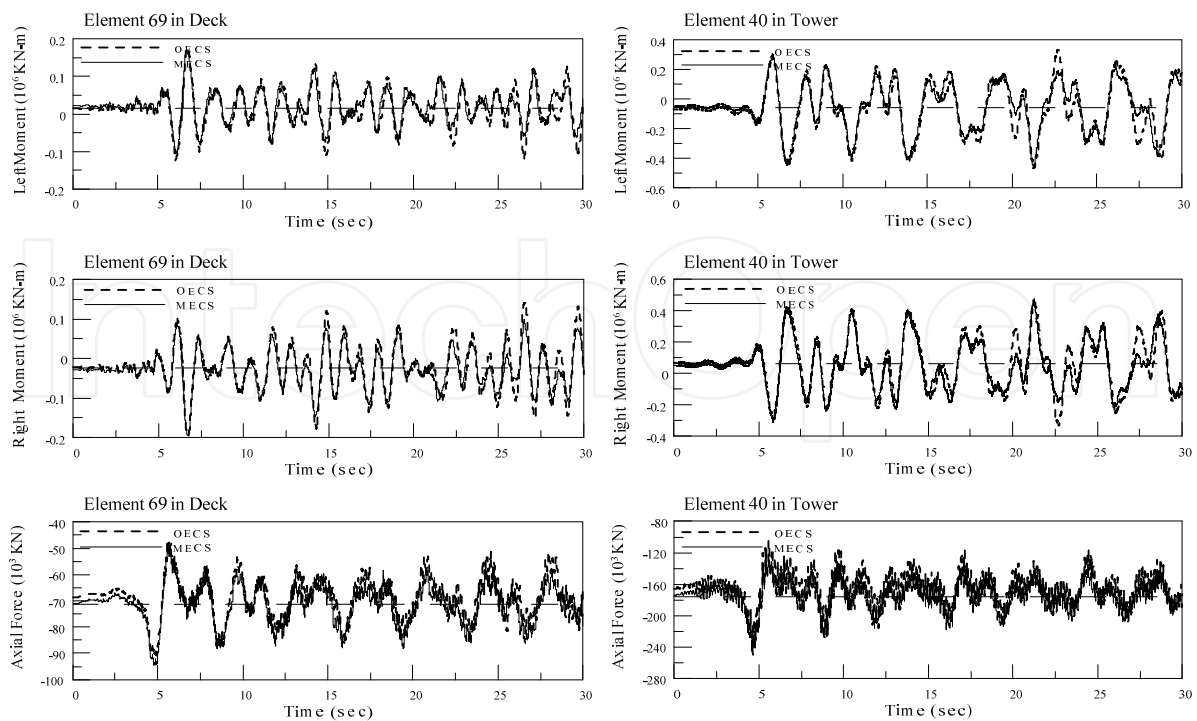 Element 69 in Deck
Left Moment (10⁶ KN-m)
0.2
0.1
0
-0.1
-0.2
OECS
MECS
0 5 10 15 20 25 30
Time (sec)
Element 40 in Tower
Left Moment (10⁶ KN-m)
0.4
0.2
0
-0.2
-0.4
-0.6
OECS
MECS
0 5 10 15 20 25 30
Time (sec)
Element 69 in Deck
Right Moment (10⁶ KN-m)
0.2
0.1
0
-0.1
-0.2
OECS
MECS
0 5 10 15 20 25 30
Time (sec)
Element 40 in Tower
Right Moment (10⁶ KN-m)
0.6
0.4
0.2
0
-0.2
-0.4
OECS
MECS
0 5 10 15 20 25 30
Time (sec)
Element 69 in Deck
Axial Force (10³ KN)
-40
-50
-60
-70
-80
-90
-100
OECS
MECS
0 5 10 15 20 25 30
Time (sec)
Element 40 in Tower
Axial Force (10³ KN)
-80
-120
-160
-200
-240
-280
OECS
MECS
0 5 10 15 20 25 30
Time (sec)
IntechOpen